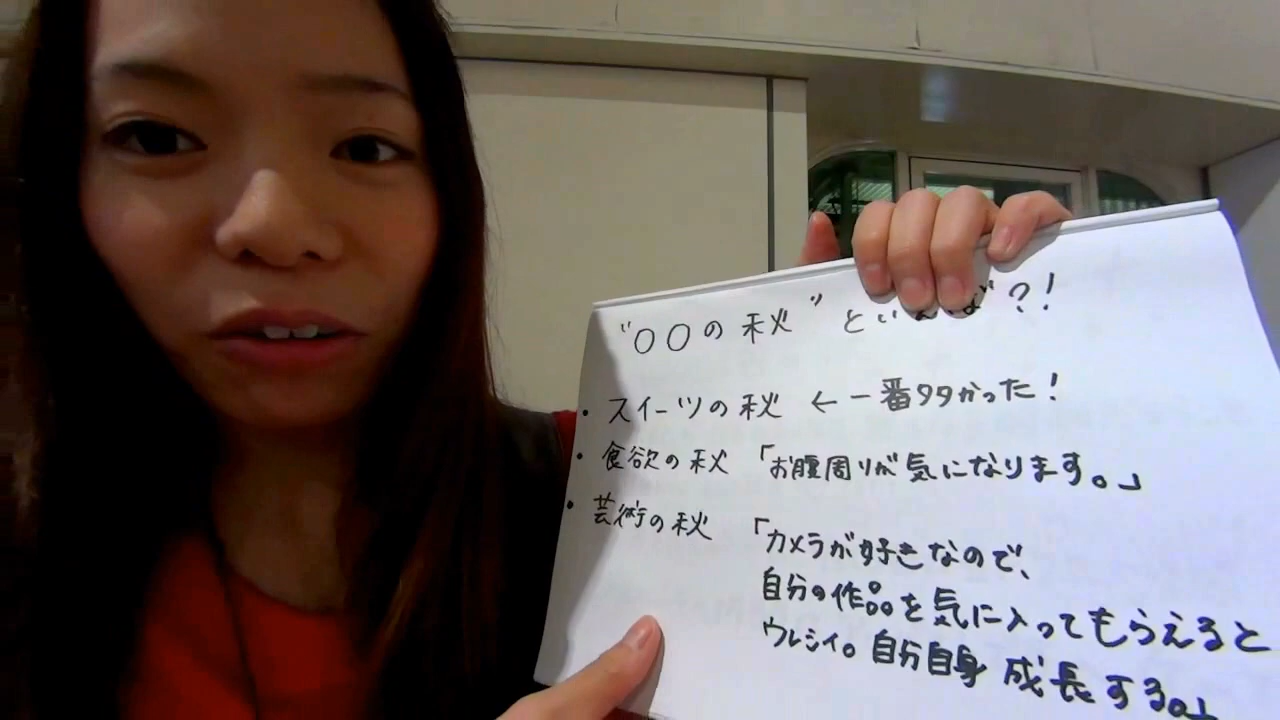 "○○の秋"といえば?!
・スイーツの秋 ← 一番多かった!
・食欲の秋 「お腹周りが気になります。」
・芸術の秋 「カメラが好きなので、
自分の作品を気に入ってもらえると
ウレシイ。自分自身 成長する。」